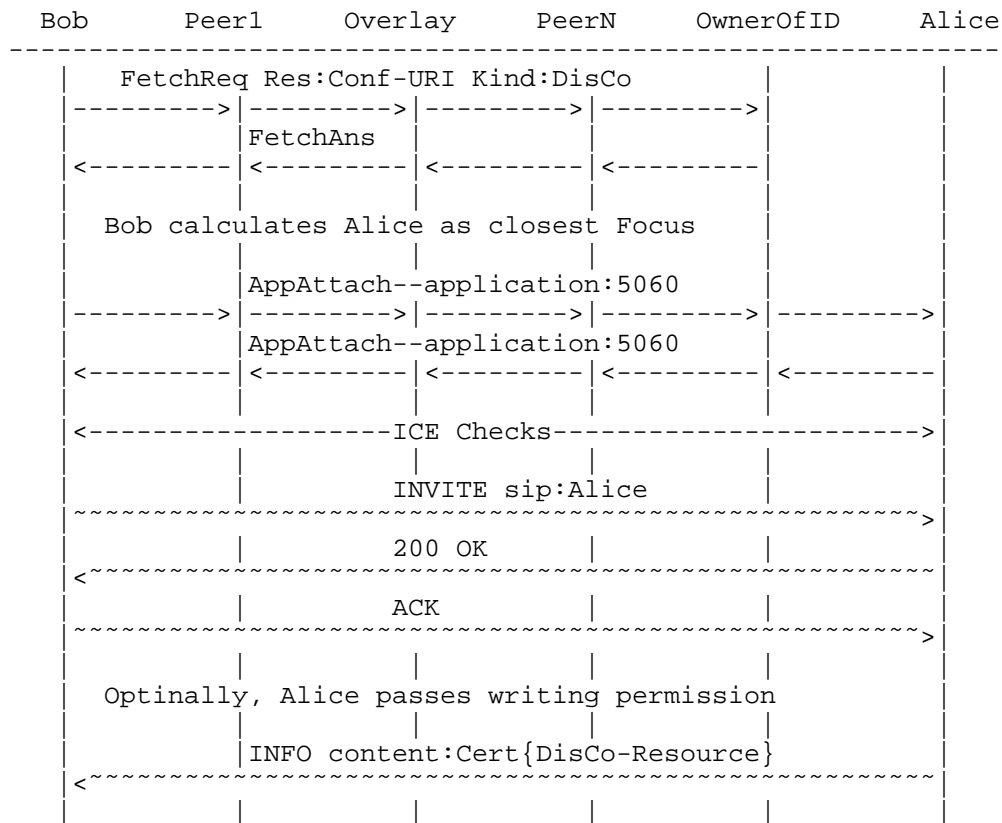 Bob Peer1 Overlay PeerN OwnerOfID Alice
FetchReq Res:Conf-URI Kind:DisCo
FetchAns
Bob calculates Alice as closest Focus
AppAttach--application:5060
AppAttach--application:5060
ICE Checks
INVITE sip:Alice
200 OK
ACK
Optinally, Alice passes writing permission
INFO content:Cert{DisCo-Resource}